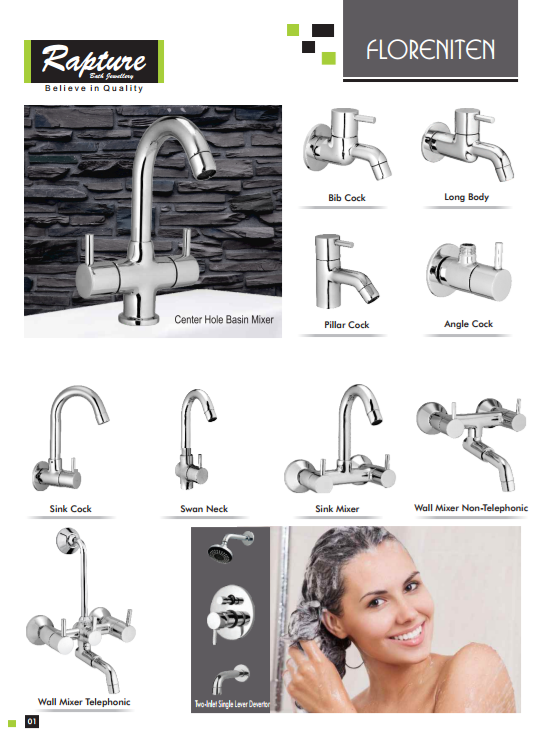 Rapture
Bath Jewellery
Believe in Quality
FLORENITEN
Center Hole Basin Mixer
Bib Cock
Long Body
Pillar Cock
Angle Cock
Sink Cock
Swan Neck
Sink Mixer
Wall Mixer Non-Telephonic
Wall Mixer Telephonic
Two-Inlet Single Lever Devertor
01